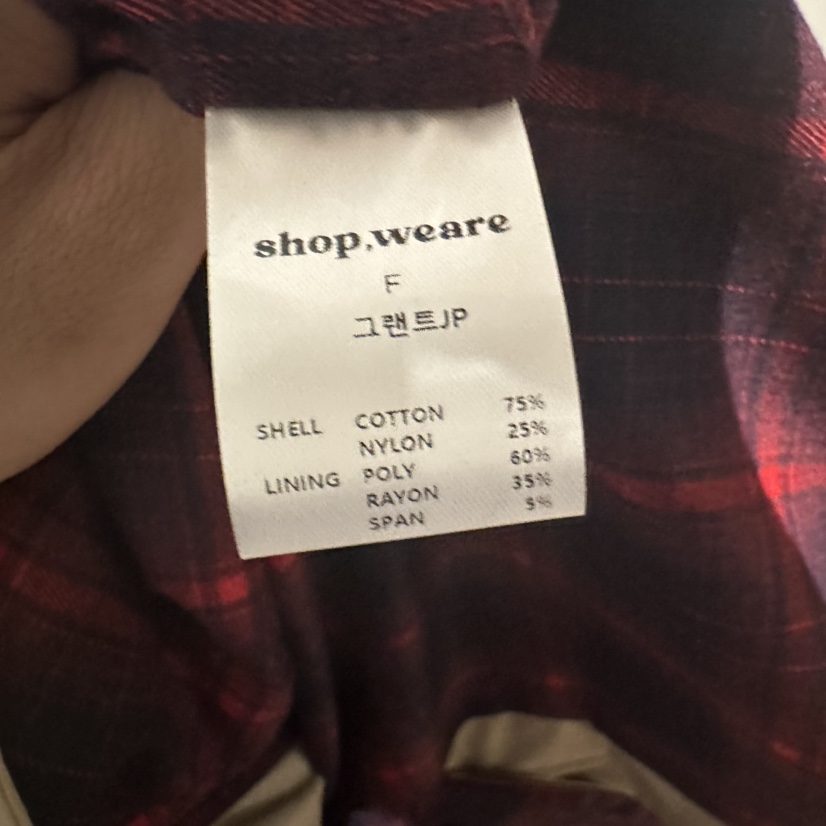 shop.weare
F
그랜트JP
SHELL COTTON 75%
NYLON 25%
LINING POLY 60%
RAYON 35%
SPAN 5%